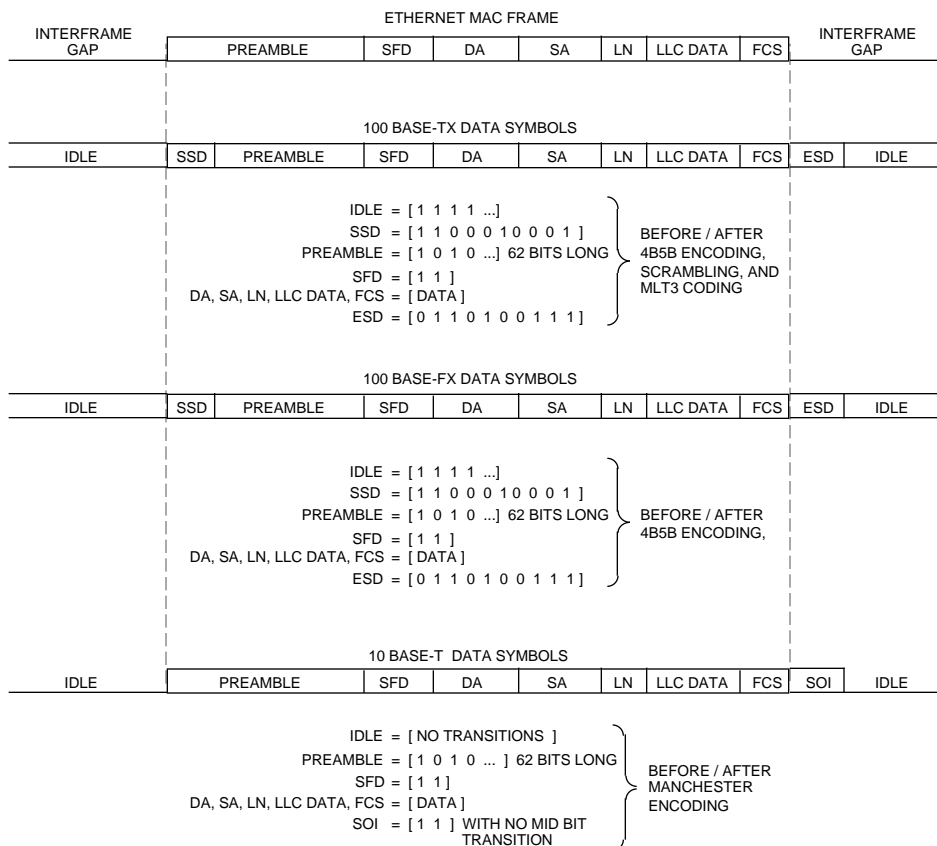 ETHERNET MAC FRAME
INTERFRAME GAP
INTERFRAME GAP
PREAMBLE SFD DA SA LN LLC DATA FCS
100 BASE-TX DATA SYMBOLS
IDLE SSD PREAMBLE SFD DA SA LN LLC DATA FCS ESD IDLE
IDLE = [ 1 1 1 1 ...]
SSD = [ 1 1 0 0 0 1 0 0 0 1 ]
PREAMBLE = [ 1 0 1 0 ...] 62 BITS LONG
SFD = [ 1 1 ]
DA, SA, LN, LLC DATA, FCS = [ DATA ]
ESD = [ 0 1 1 0 1 0 0 1 1 1 ]
BEFORE / AFTER
4B5B ENCODING,
SCRAMBLING, AND
MLT3 CODING
100 BASE-FX DATA SYMBOLS
IDLE SSD PREAMBLE SFD DA SA LN LLC DATA FCS ESD IDLE
IDLE = [ 1 1 1 1 ...]
SSD = [ 1 1 0 0 0 1 0 0 0 1 ]
PREAMBLE = [ 1 0 1 0 ...] 62 BITS LONG
SFD = [ 1 1 ]
DA, SA, LN, LLC DATA, FCS = [ DATA ]
ESD = [ 0 1 1 0 1 0 0 1 1 1 ]
BEFORE / AFTER
4B5B ENCODING,
10 BASE-T DATA SYMBOLS
IDLE PREAMBLE SFD DA SA LN LLC DATA FCS SOI IDLE
IDLE = [ NO TRANSITIONS ]
PREAMBLE = [ 1 0 1 0 ... ] 62 BITS LONG
SFD = [ 1 1 ]
DA, SA, LN, LLC DATA, FCS = [ DATA ]
SOI = [ 1 1 ] WITH NO MID BIT
TRANSITION
BEFORE / AFTER
MANCHESTER
ENCODING